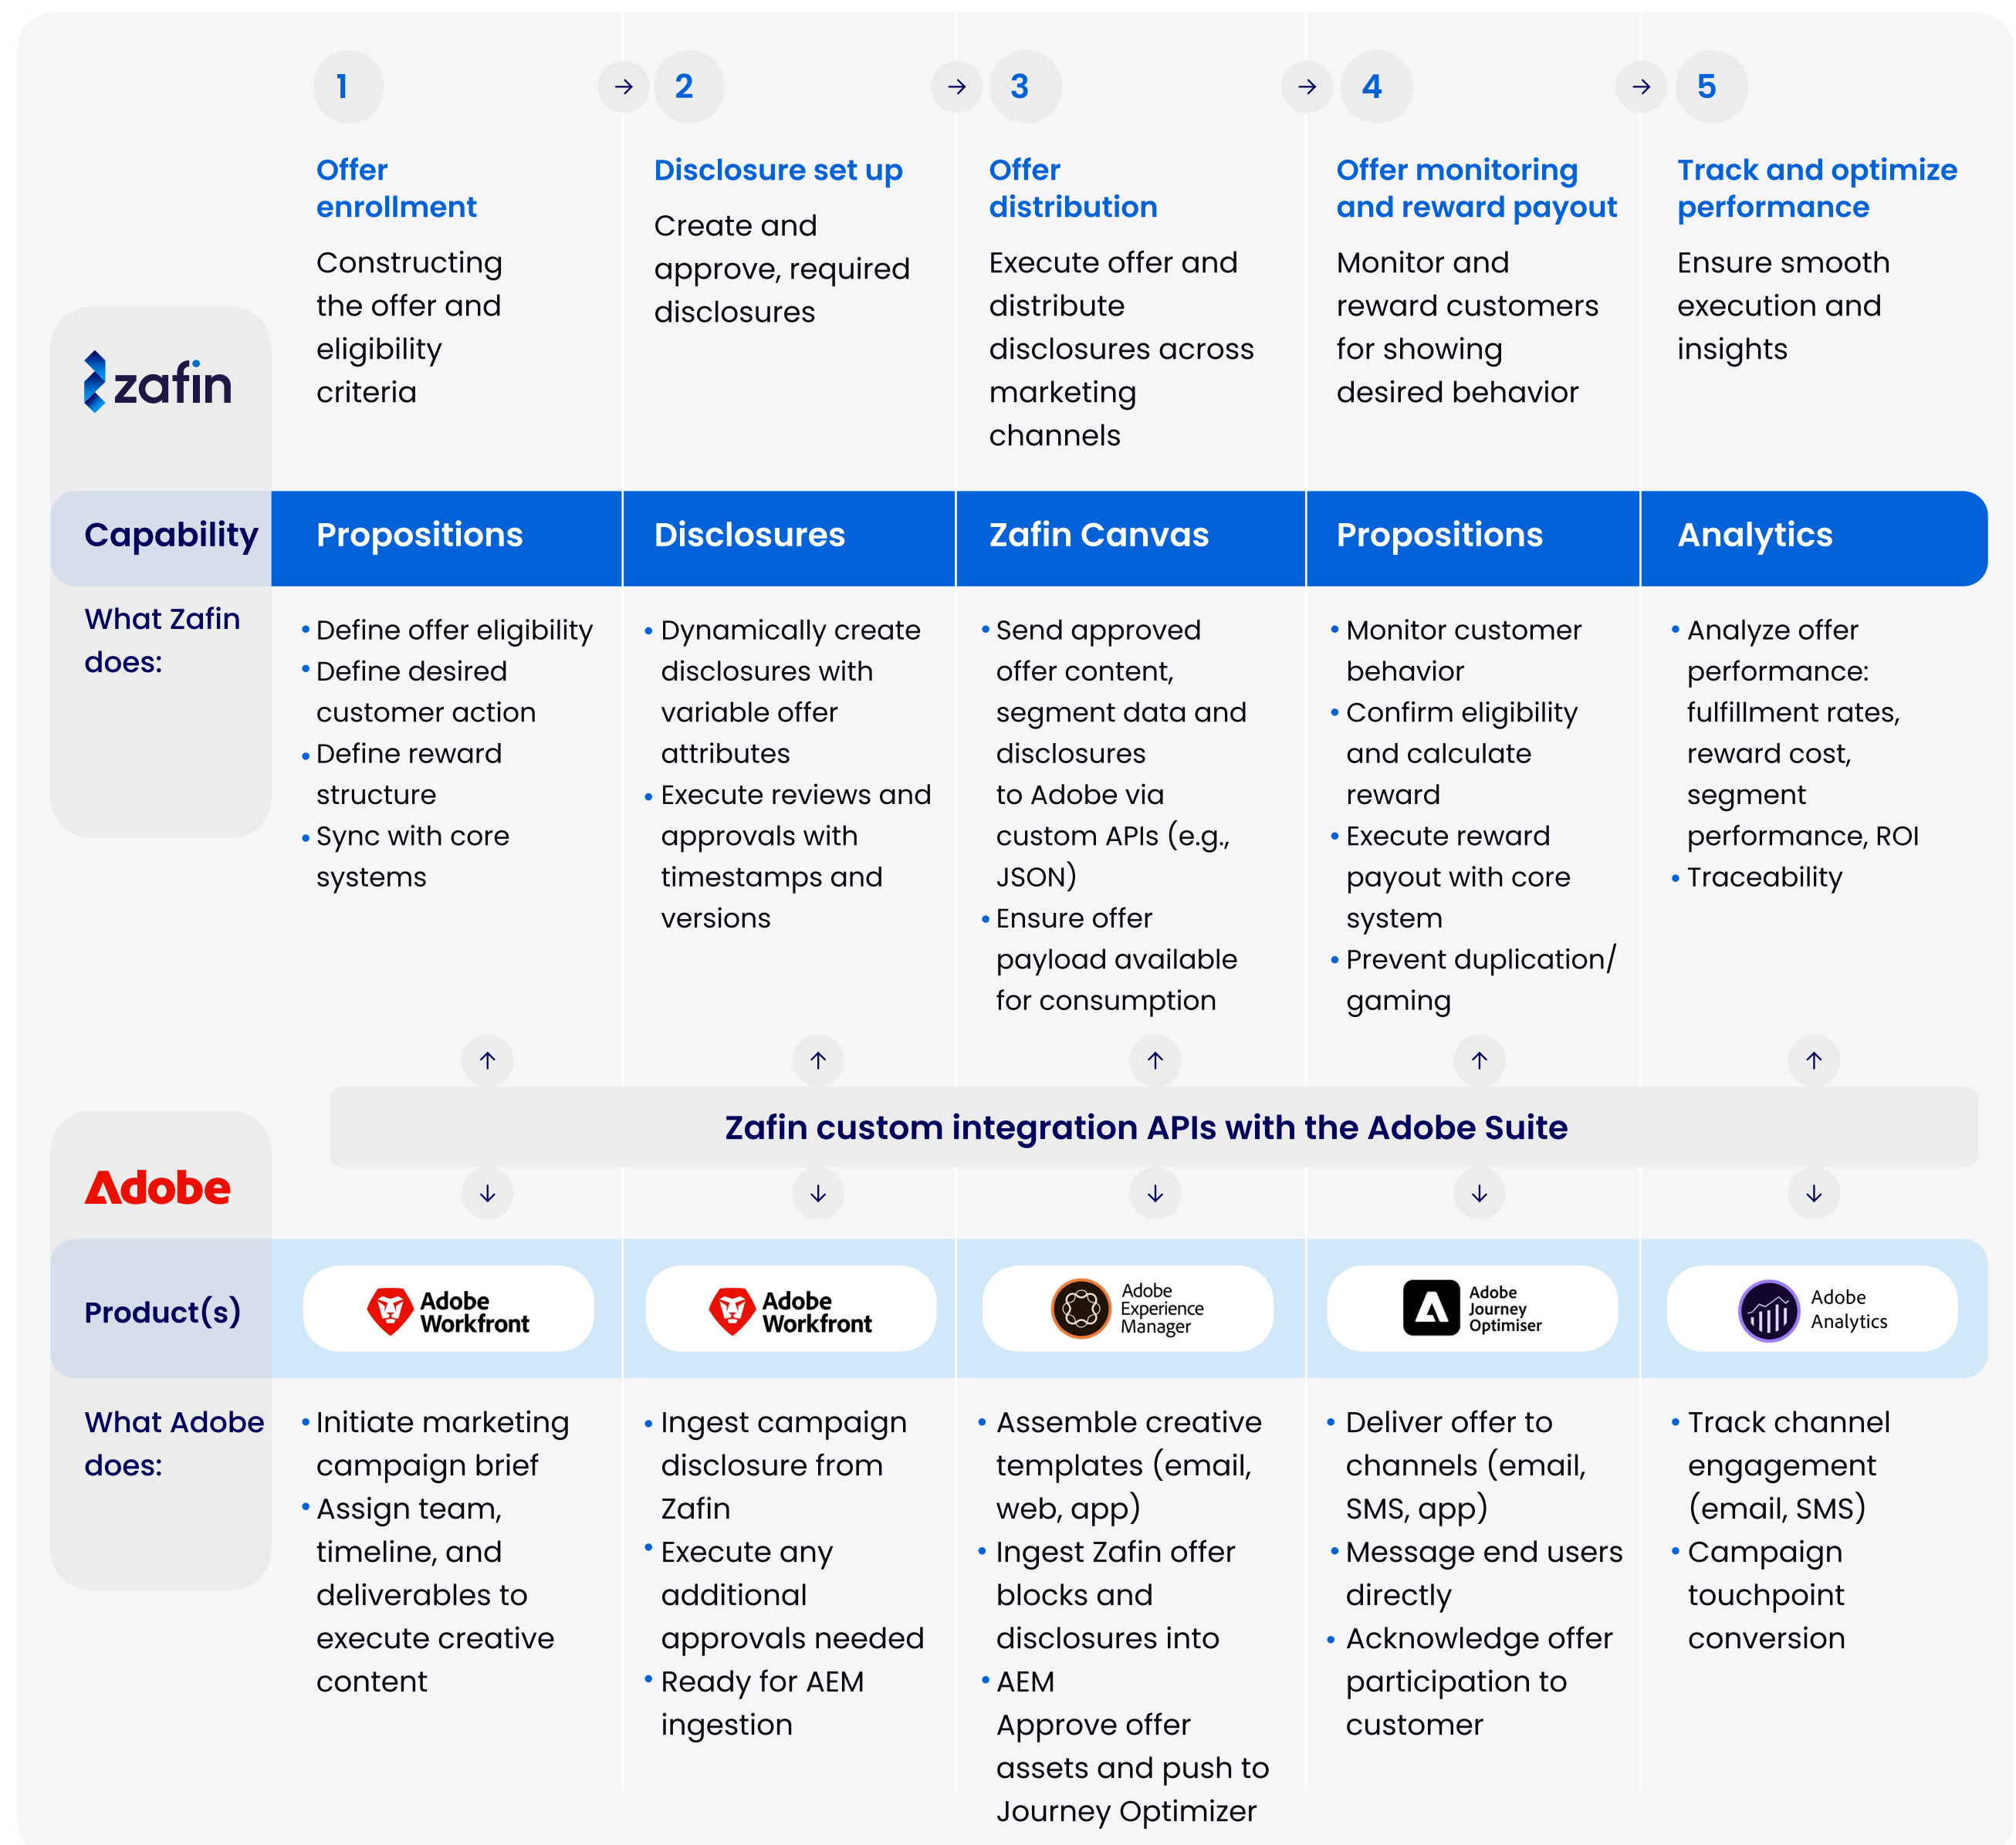 1
2
3
4
5
Offer
enrollment
Constructing
the offer and
eligibility
criteria
Disclosure set up
Create and
approve, required
disclosures
Offer
distribution
Execute offer and
distribute
disclosures across
marketing
channels
Offer monitoring
and reward payout
Monitor and
reward customers
for showing
desired behavior
Track and optimize
performance
Ensure smooth
execution and
insights
zafin
Capability
Propositions
Disclosures
Zafin Canvas
Propositions
Analytics
What Zafin
does:
• Define offer eligibility
• Define desired
customer action
• Define reward
structure
• Sync with core
systems
• Dynamically create
disclosures with
variable offer
attributes
• Execute reviews and
approvals with
timestamps and
versions
• Send approved
offer content,
segment data and
disclosures
to Adobe via
custom APIs (e.g.,
JSON)
• Ensure offer
payload available
for consumption
• Monitor customer
behavior
• Confirm eligibility
and calculate
reward
• Execute reward
payout with core
system
• Prevent duplication/
gaming
• Analyze offer
performance:
fulfillment rates,
reward cost,
segment
performance, ROI
• Traceability
Zafin custom integration APIs with the Adobe Suite
Adobe
Product(s)
Adobe
Workfront
Adobe
Workfront
Adobe
Experience
Manager
Adobe
Journey
Optimiser
Adobe
Analytics
What Adobe
does:
• Initiate marketing
campaign brief
• Assign team,
timeline, and
deliverables to
execute creative
content
• Ingest campaign
disclosure from
Zafin
• Execute any
additional
approvals needed
• Ready for AEM
ingestion
• Assemble creative
templates (email,
web, app)
• Ingest Zafin offer
blocks and
disclosures into
• AEM
Approve offer
assets and push to
Journey Optimizer
• Deliver offer to
channels (email,
SMS, app)
• Message end users
directly
• Acknowledge offer
participation to
customer
• Track channel
engagement
(email, SMS)
• Campaign
touchpoint
conversion